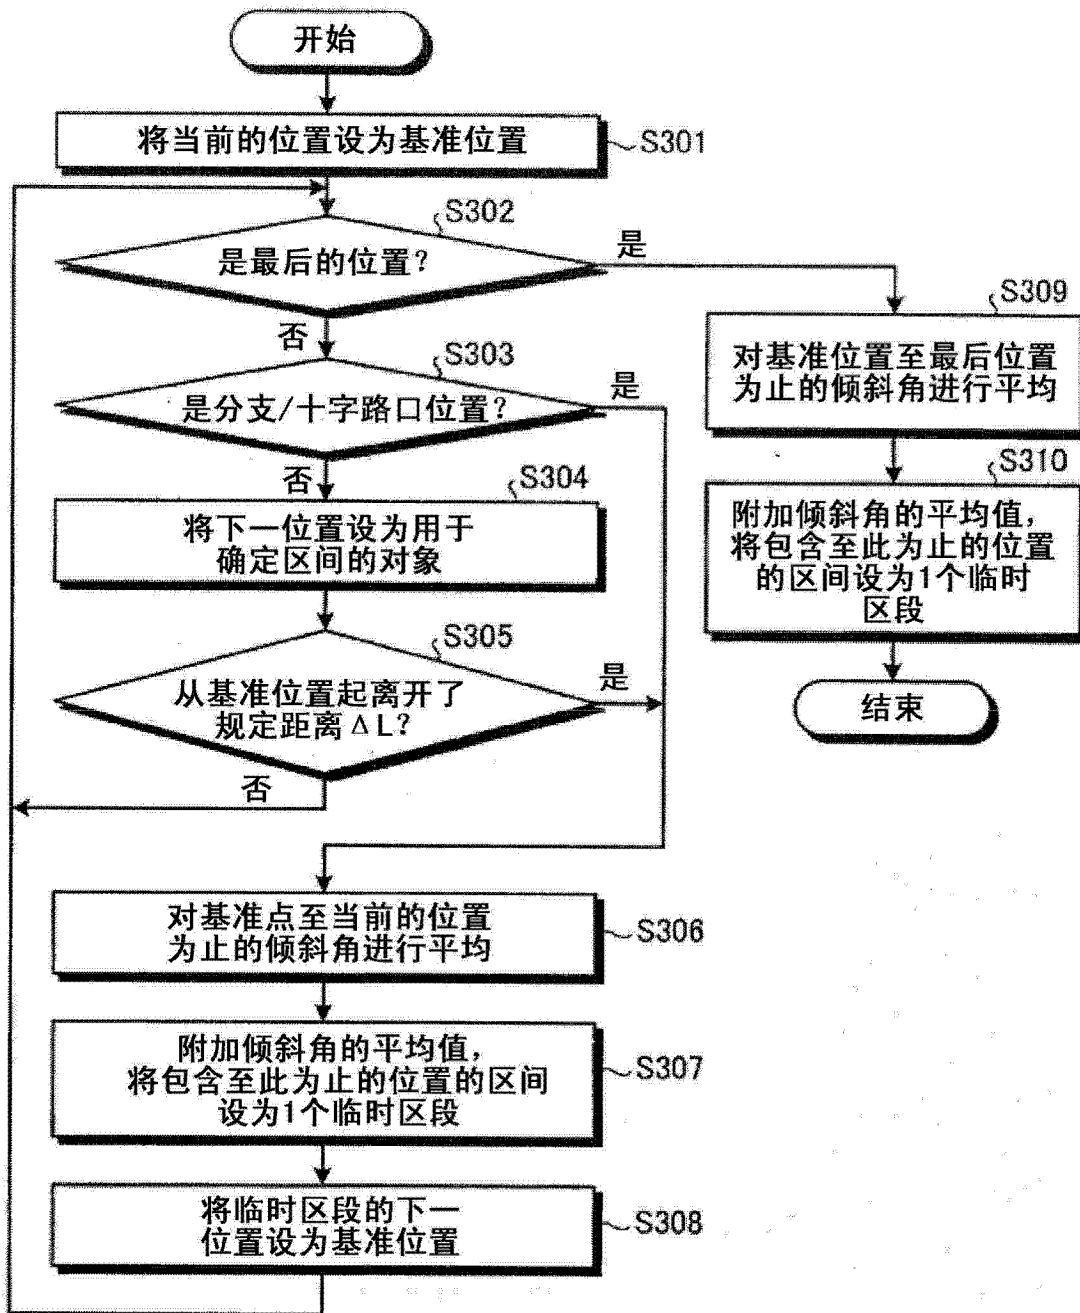 开始
将当前的位置设为基准位置
S301
S302
是最后的位置?
是
否
S303
是分支/十字路口位置?
是
否
S304
将下一位置设为用于
确定区间的对象
S305
从基准位置起离开了
规定距离ΔL?
是
否
对基准点至当前的位置
为止的倾斜角进行平均
S306
附加倾斜角的平均值,
将包含至此为止的位置的区间
设为1个临时区段
S307
将临时区段的下一
位置设为基准位置
S308
S309
对基准位置至最后位置
为止的倾斜角进行平均
S310
附加倾斜角的平均值,
将包含至此为止的位置
的区间设为1个临时
区段
结束